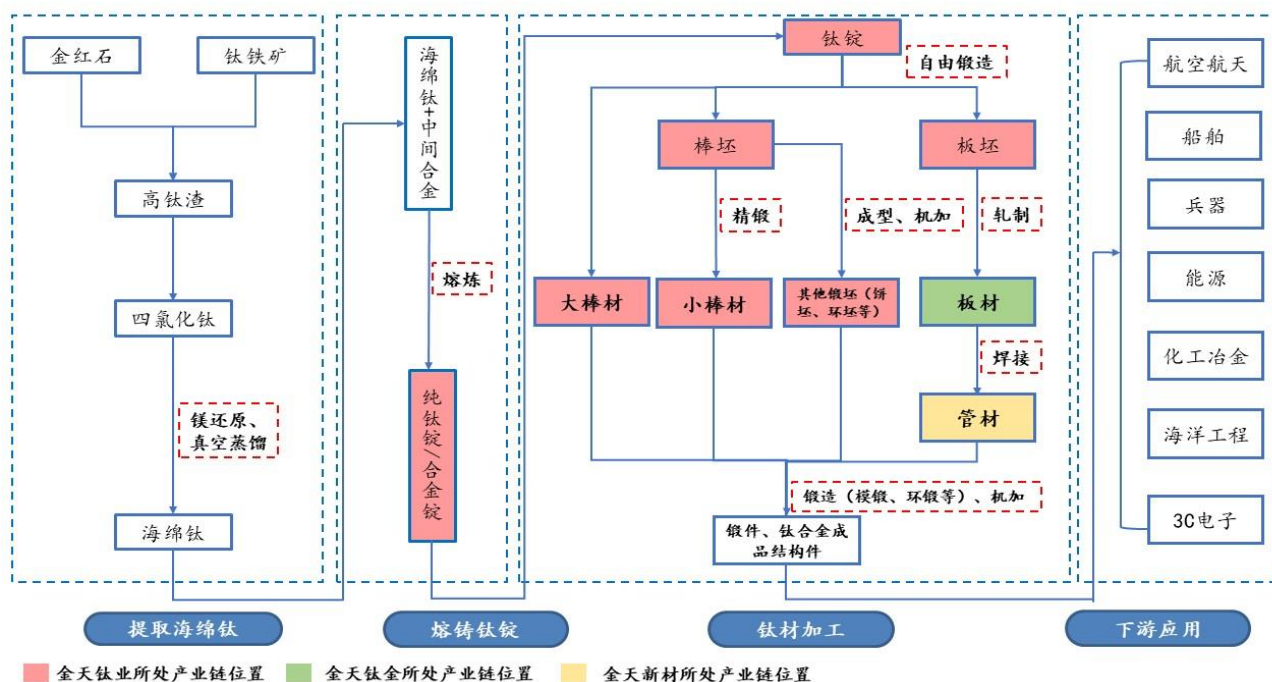 金红石
钛铁矿
高钛渣
四氯化钛
镁还原、
真空蒸馏
海绵钛
提取海绵钛
海绵钛+中间合金
熔炼
纯钛锭/合金锭
熔铸钛锭
钛锭
自由锻造
棒坯
板坯
精锻
成型、机加
轧制
大棒材
小棒材
其他锻坯（饼
坯、环坯等）
板材
焊接
管材
锻造（模锻、环锻等）、机加
锻件、钛合金成
品结构件
钛材加工
航空航天
船舶
兵器
能源
化工冶金
海洋工程
3C电子
下游应用
金天钛业所处产业链位置
金天钛金所处产业链位置
金天新材所处产业链位置